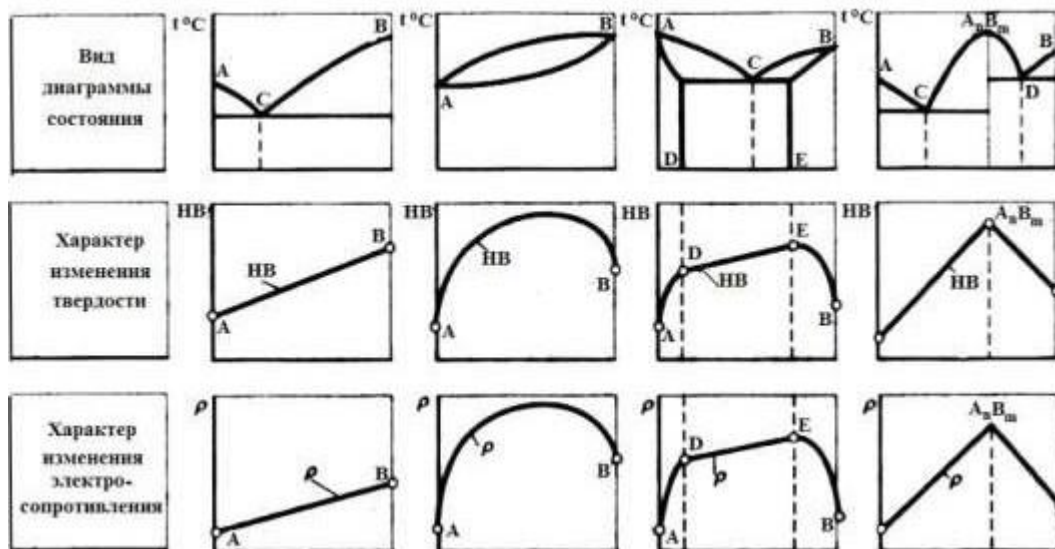 Вид
диаграммы
состояния
t °C
A
C
B
t °C
A
B
t °C
A
C
B
D
E
t °C
A
C
AnBm
D
B
Характер
изменения
твердости
HB
HB
A
B
HB
HB
A
B
HB
A
D
HB
E
B
HB
AnBm
HB
Характер
изменения
электро-
сопротивления
ρ
ρ
A
B
ρ
ρ
A
B
ρ
A
D
ρ
E
B
ρ
AnBm
ρ